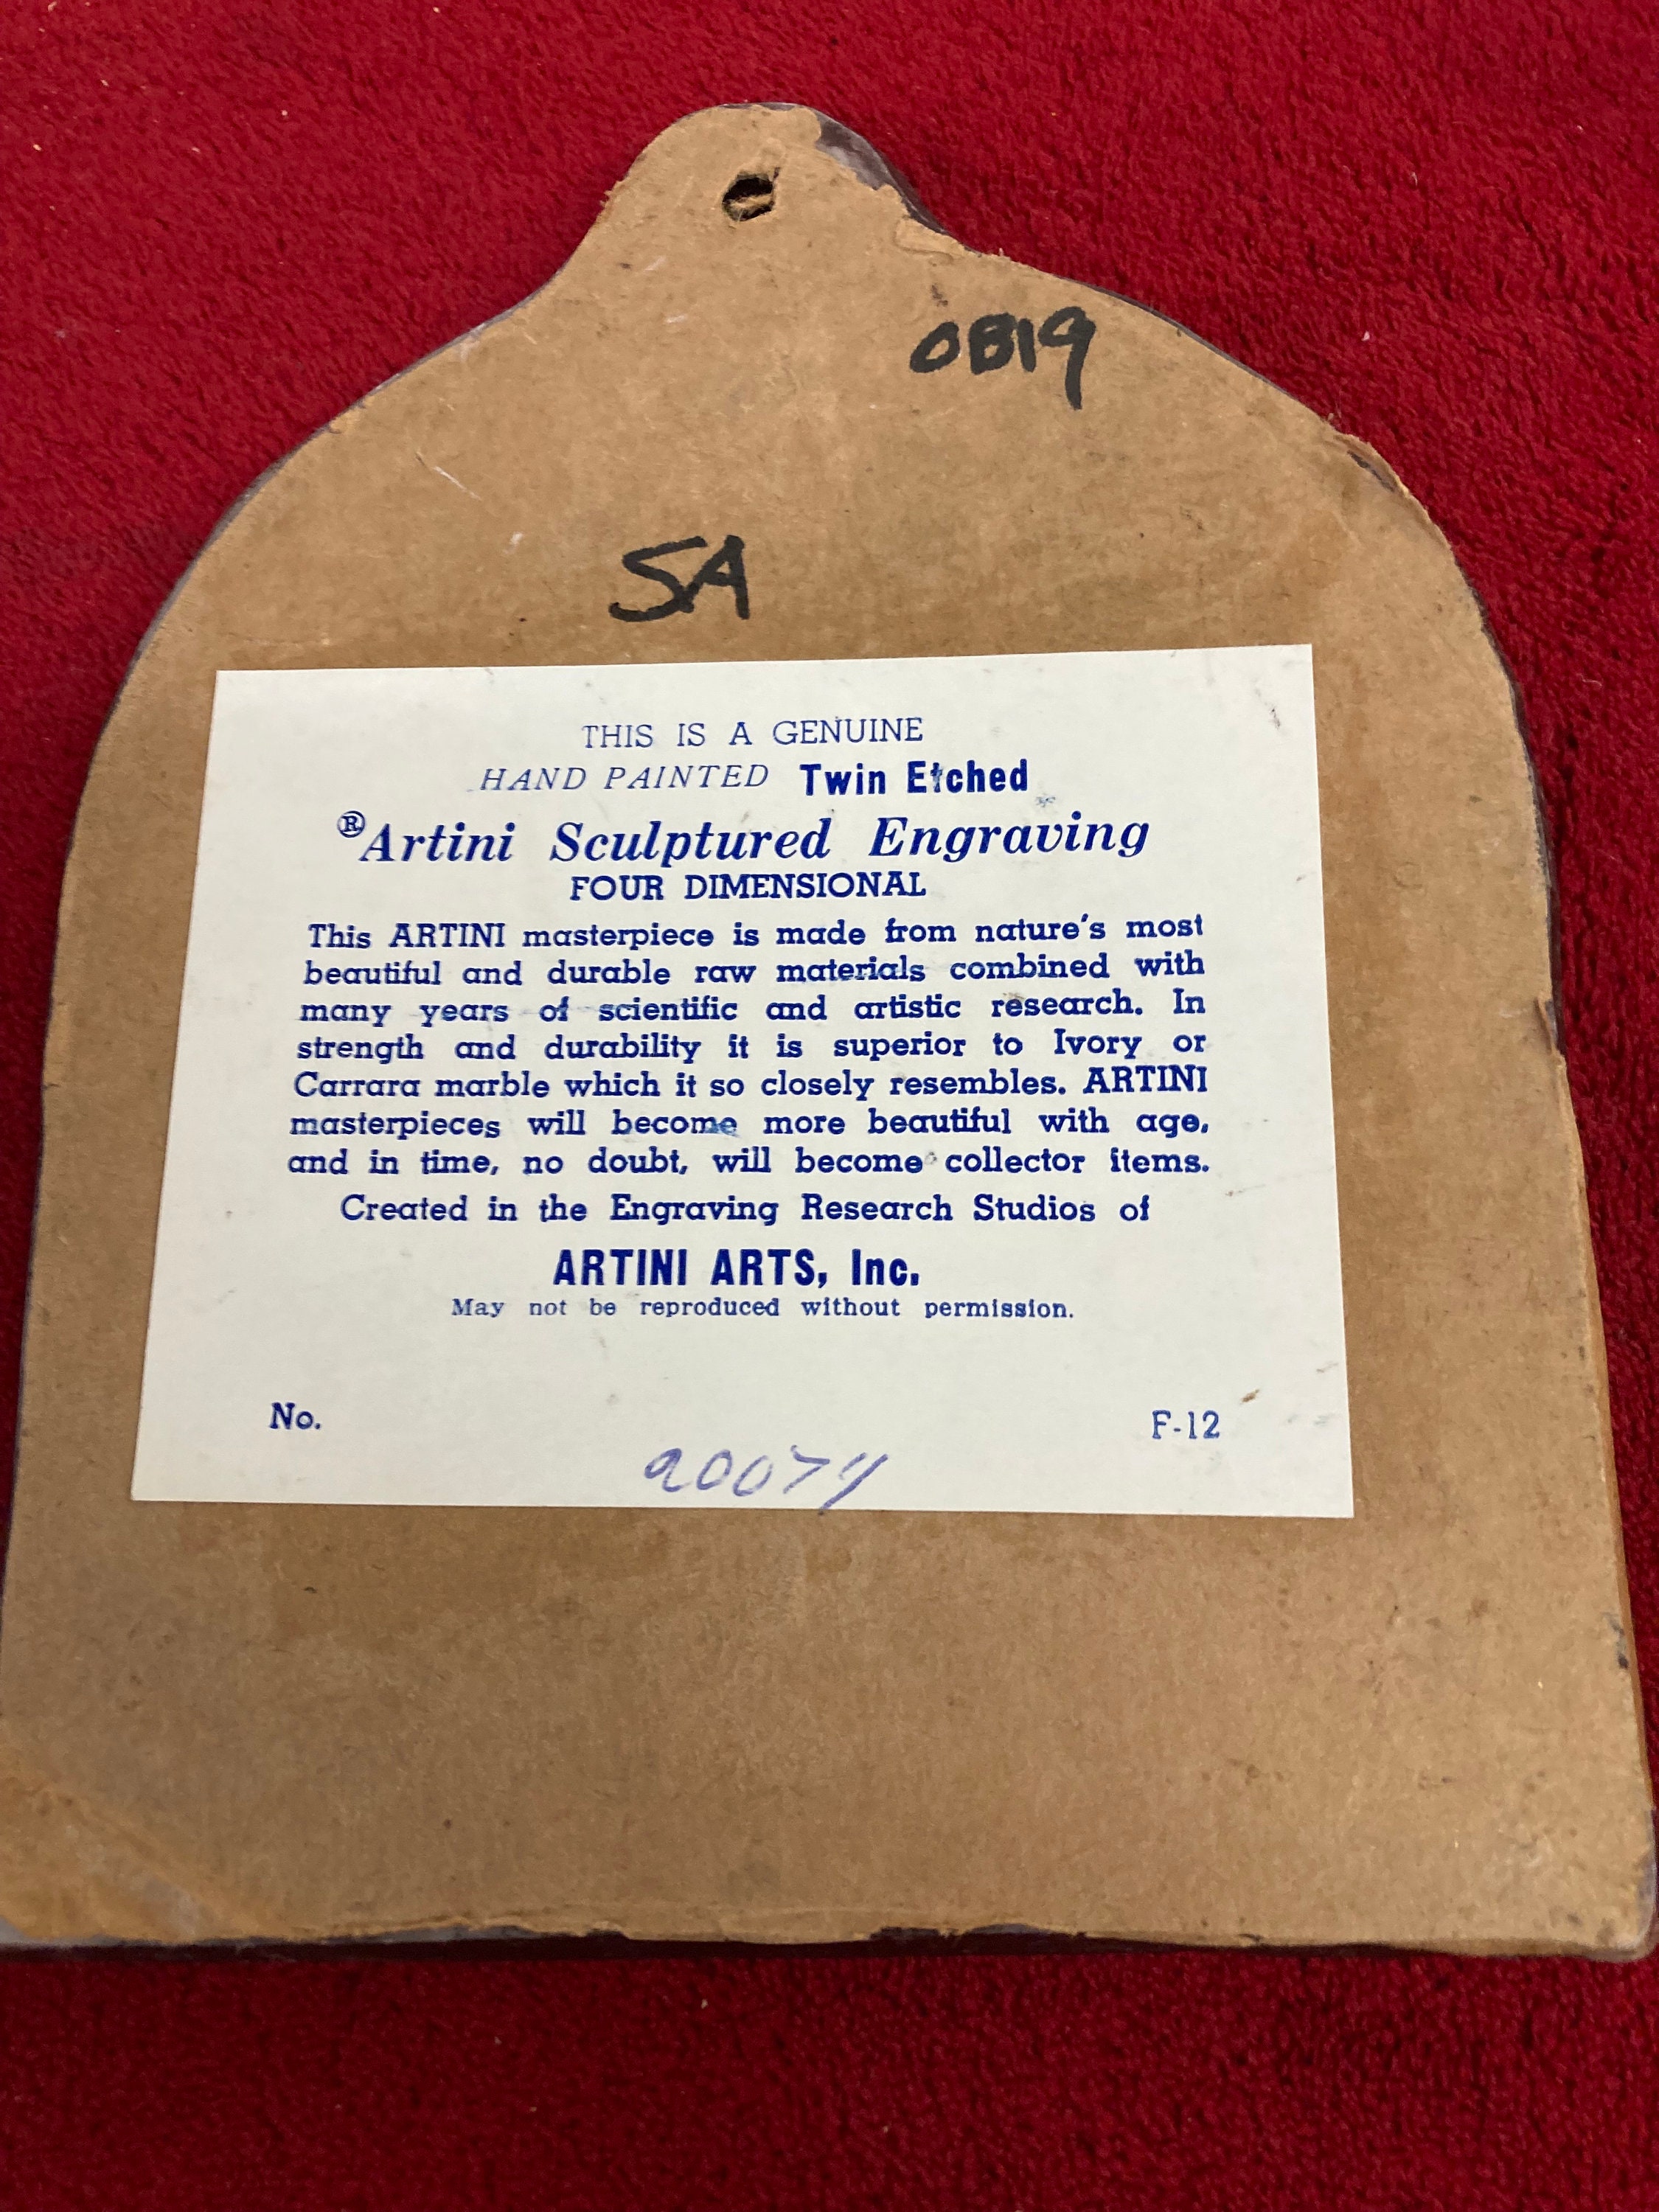 OB19
SA
THIS IS A GENUINE
HAND PAINTED Twin Etched
®Artini Sculptured Engraving
FOUR DIMENSIONAL
This ARTINI masterpiece is made from nature's most
beautiful and durable raw materials combined with
many years of scientific and artistic research. In
strength and durability it is superior to Ivory or
Carrara marble which it so closely resembles. ARTINI
masterpieces will become more beautiful with age,
and in time, no doubt, will become collector items.
Created in the Engraving Research Studios of
ARTINI ARTS, Inc.
May not be reproduced without permission.
No. F-12